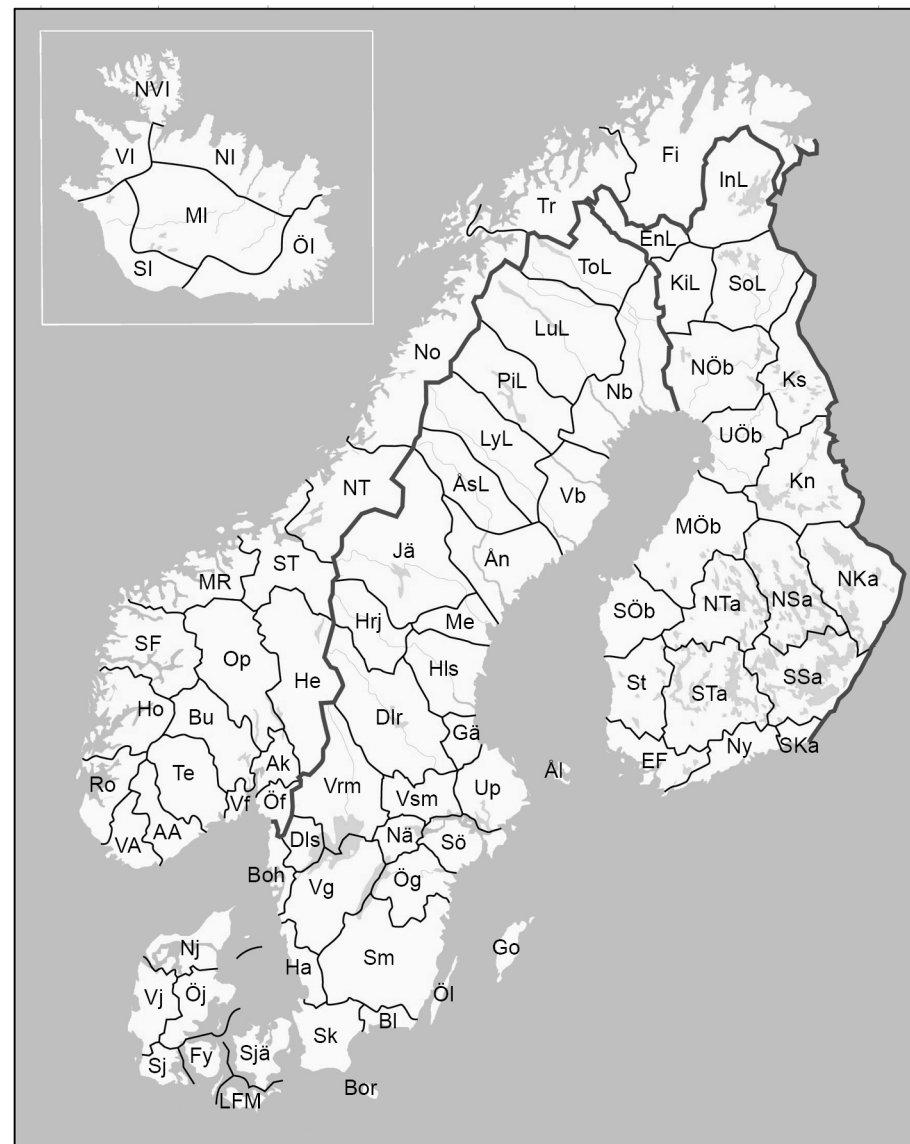 NVI
VI
NI
MI
SI
ÖI
Fi
InL
Tr
EnL
ToL
KiL
SoL
LuL
No
NÖb
Ks
PiL
Nb
UÖb
LyL
Kn
NT
ÅsL
Vb
MÖb
Jä
Ån
ST
MR
NKa
NTa
NSa
SÖb
Hrj
Me
SF
Op
He
Hls
SSa
St
STa
Ho
Bu
Dlr
Gä
Ny
SKa
EF
Ak
Te
Ål
Ro
Vrm
Vsm
Up
Vf
Öf
AA
VA
Dls
Nä
Sö
Boh
Vg
Ög
Nj
Go
Sm
Ha
Vj
Öj
Öl
Bl
Sk
Sj
Fy
Sjä
Bor
LFM